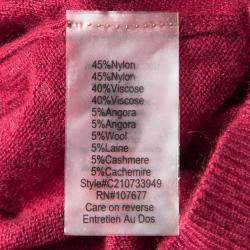 45%Nylon
45%Nylon
40%Viscose
40%Viscose
5%Angora
5%Angora
5%Wool
5%Laine
5%Cashmere
5%Cachemire
Style#C210733949
RN#107677
Care on reverse
Entretien Au Dos